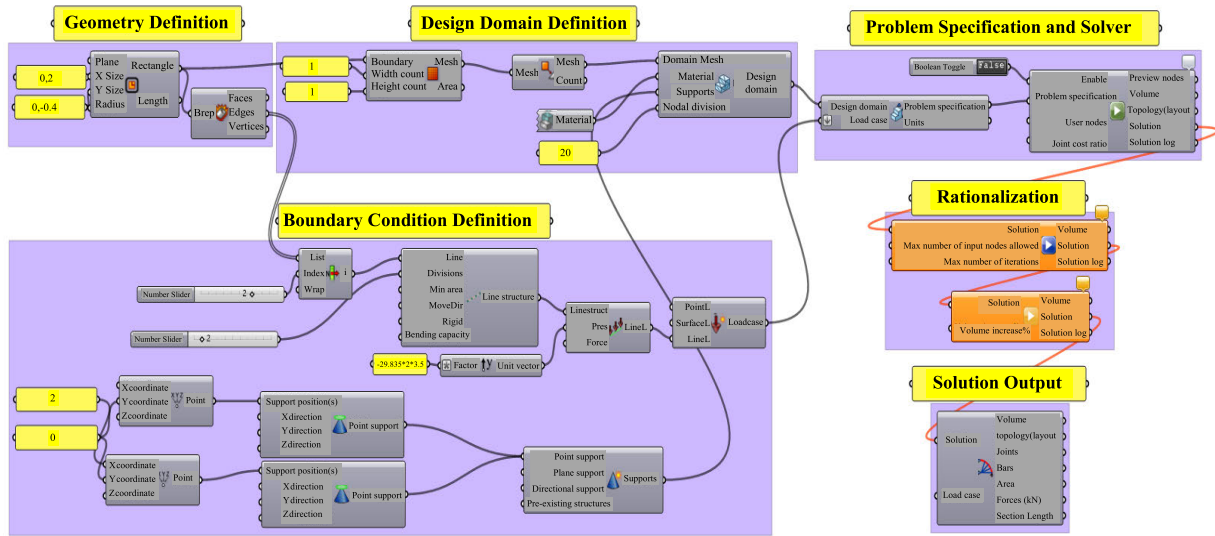 Geometry Definition
Plane
X Size
Y Size
Radius
Rectangle
Length
0,2
0,-0.4
Brep
Faces
Edges
Vertices
Design Domain Definition
1
1
Boundary
Width count
Height count
Mesh
Area
Mesh
Mesh
Count
Domain Mesh
Material
Supports
Nodal division
Design
domain
Material
20
Problem Specification and Solver
Boolean Toggle
False
Design domain
Load case
Problem specification
Units
Enable
Problem specification
User nodes
Joint cost ratio
Preview nodes
Volume
Topology(layout
Solution
Solution log
Boundary Condition Definition
List
Index
Wrap
i
Number Slider
2
Number Slider
2
Line
Divisions
Min area
MoveDir
Rigid
Bending capacity
Line structure
-29.835*2*3.5
Factor
Unit vector
Linestruct
Pres
Force
LineL
PointL
SurfaceL
LineL
Loadcase
2
0
Xcoordinate
Ycoordinate
Zcoordinate
Point
Xcoordinate
Ycoordinate
Zcoordinate
Point
Support position(s)
Xdirection
Ydirection
Zdirection
Point support
Support position(s)
Xdirection
Ydirection
Zdirection
Point support
Point support
Plane support
Directional support
Pre-existing structures
Supports
Rationalization
Solution
Max number of input nodes allowed
Max number of iterations
Volume
Solution
Solution log
Solution
Volume increase%
Volume
Solution
Solution log
Solution Output
Solution
Load case
Volume
topology(layout
Joints
Bars
Area
Forces (kN)
Section Length